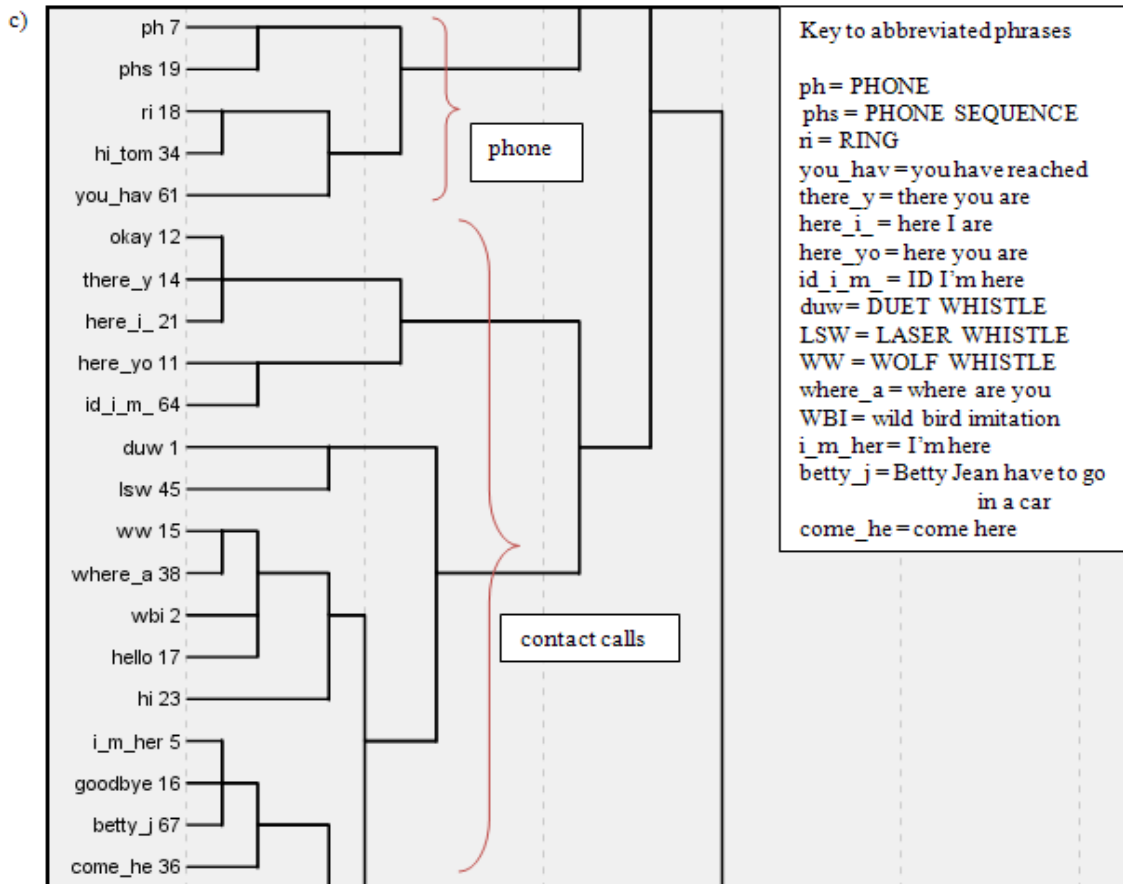 c)
ph 7
phs 19
ri 18
hi_tom 34
you_hav 61
okay 12
there_y 14
here_i_ 21
here_yo 11
id_i_m_ 64
duw 1
lsw 45
ww 15
where_a 38
wbi 2
hello 17
hi 23
i_m_her 5
goodbye 16
betty_j 67
come_he 36
phone
contact calls
Key to abbreviated phrases
ph = PHONE
phs = PHONE SEQUENCE
ri = RING
you_hav = you have reached
there_y = there you are
here_i_ = here I are
here_yo = here you are
id_i_m_ = ID I'm here
duw = DUET WHISTLE
LSW = LASER WHISTLE
WW = WOLF WHISTLE
where_a = where are you
WBI = wild bird imitation
i_m_her = I'm here
betty_j = Betty Jean have to go
in a car
come_he = come here